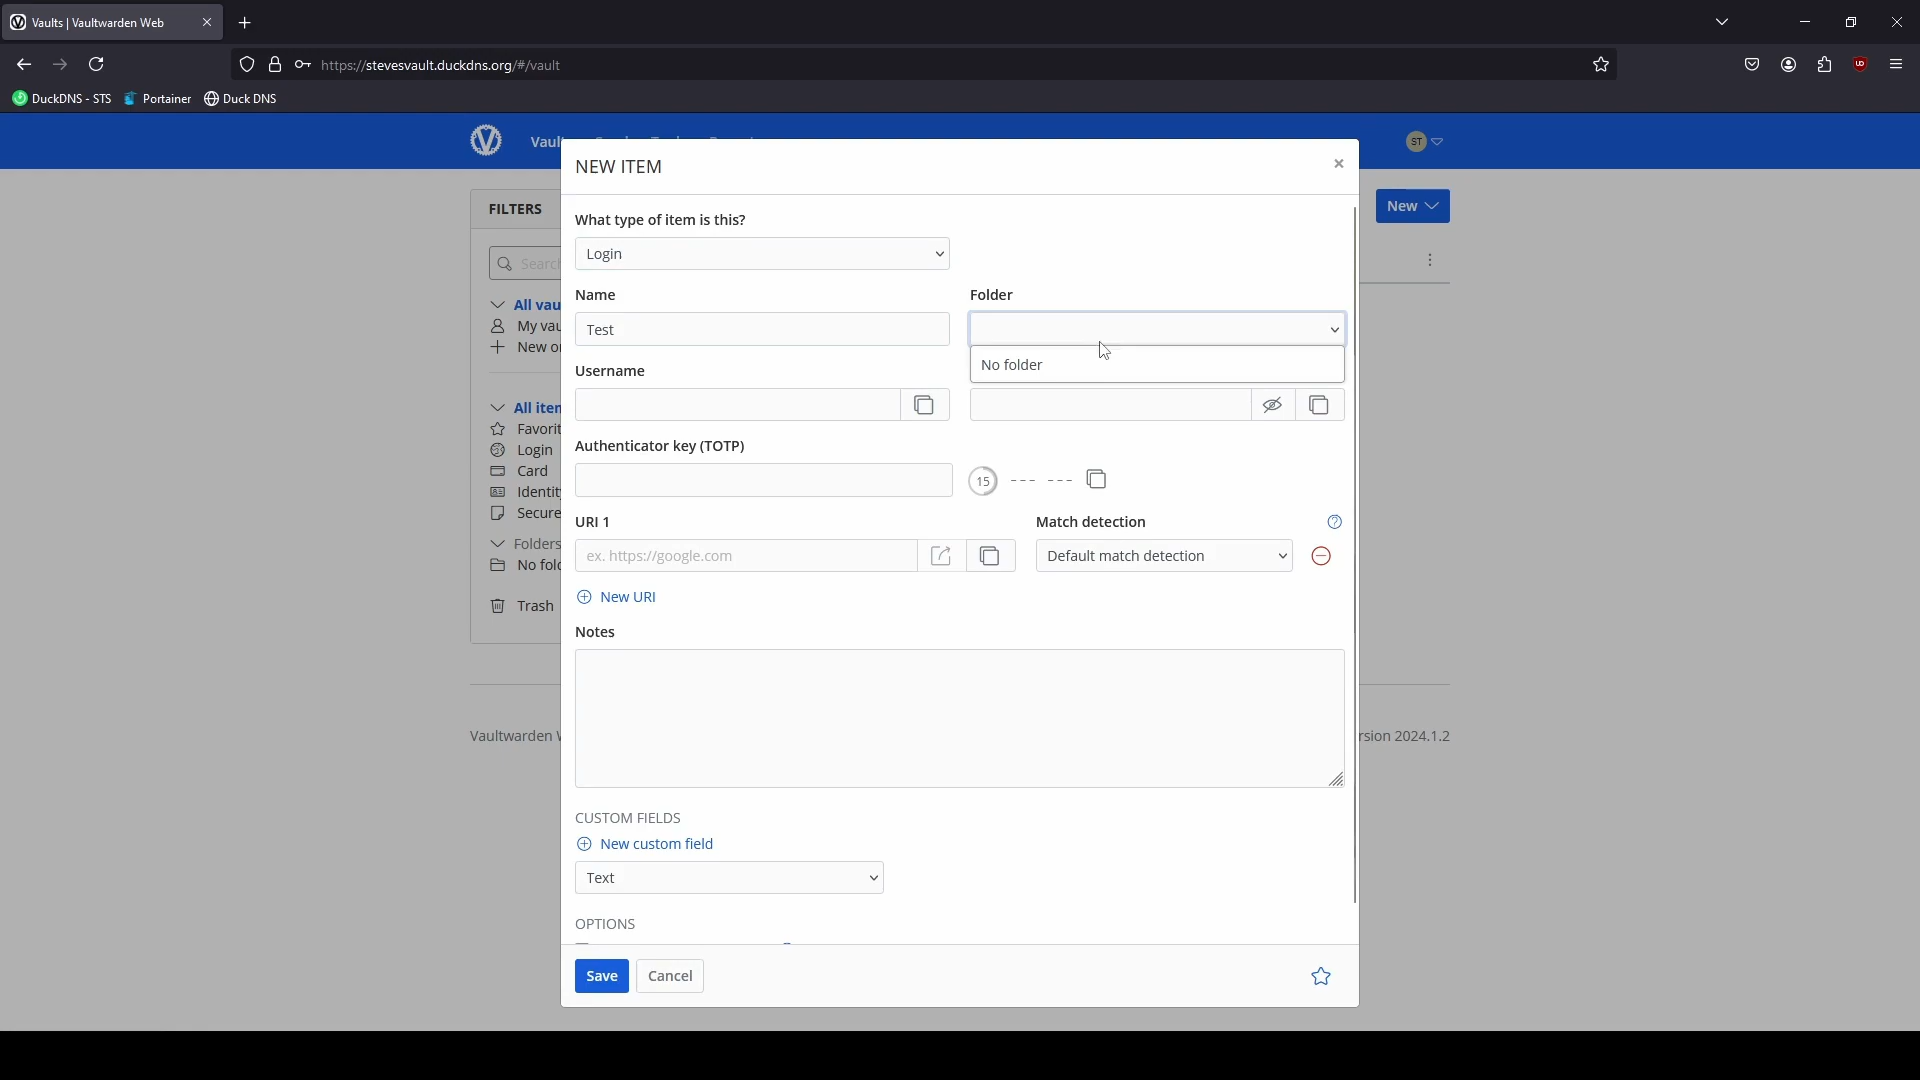 Vaults | Vaultwarden Web
https://stevesvault.duckdns.org/#/vault
DuckDNS - STS Portainer Duck DNS
Vaul
ST
NEW ITEM
FILTERS
New
What type of item is this?
Login
Search
Name Folder
All vau
Test
My vau
New o
No folder
Username
All item
Favorit
Authenticator key (TOTP)
Login
Card
15 --- ---
Identit
Secure
URI 1 Match detection
Folders
ex. https://google.com Default match detection
No fol
New URI
Trash
Notes
Vaultwarden rsion 2024.1.2
CUSTOM FIELDS
New custom field
Text
OPTIONS
Save Cancel